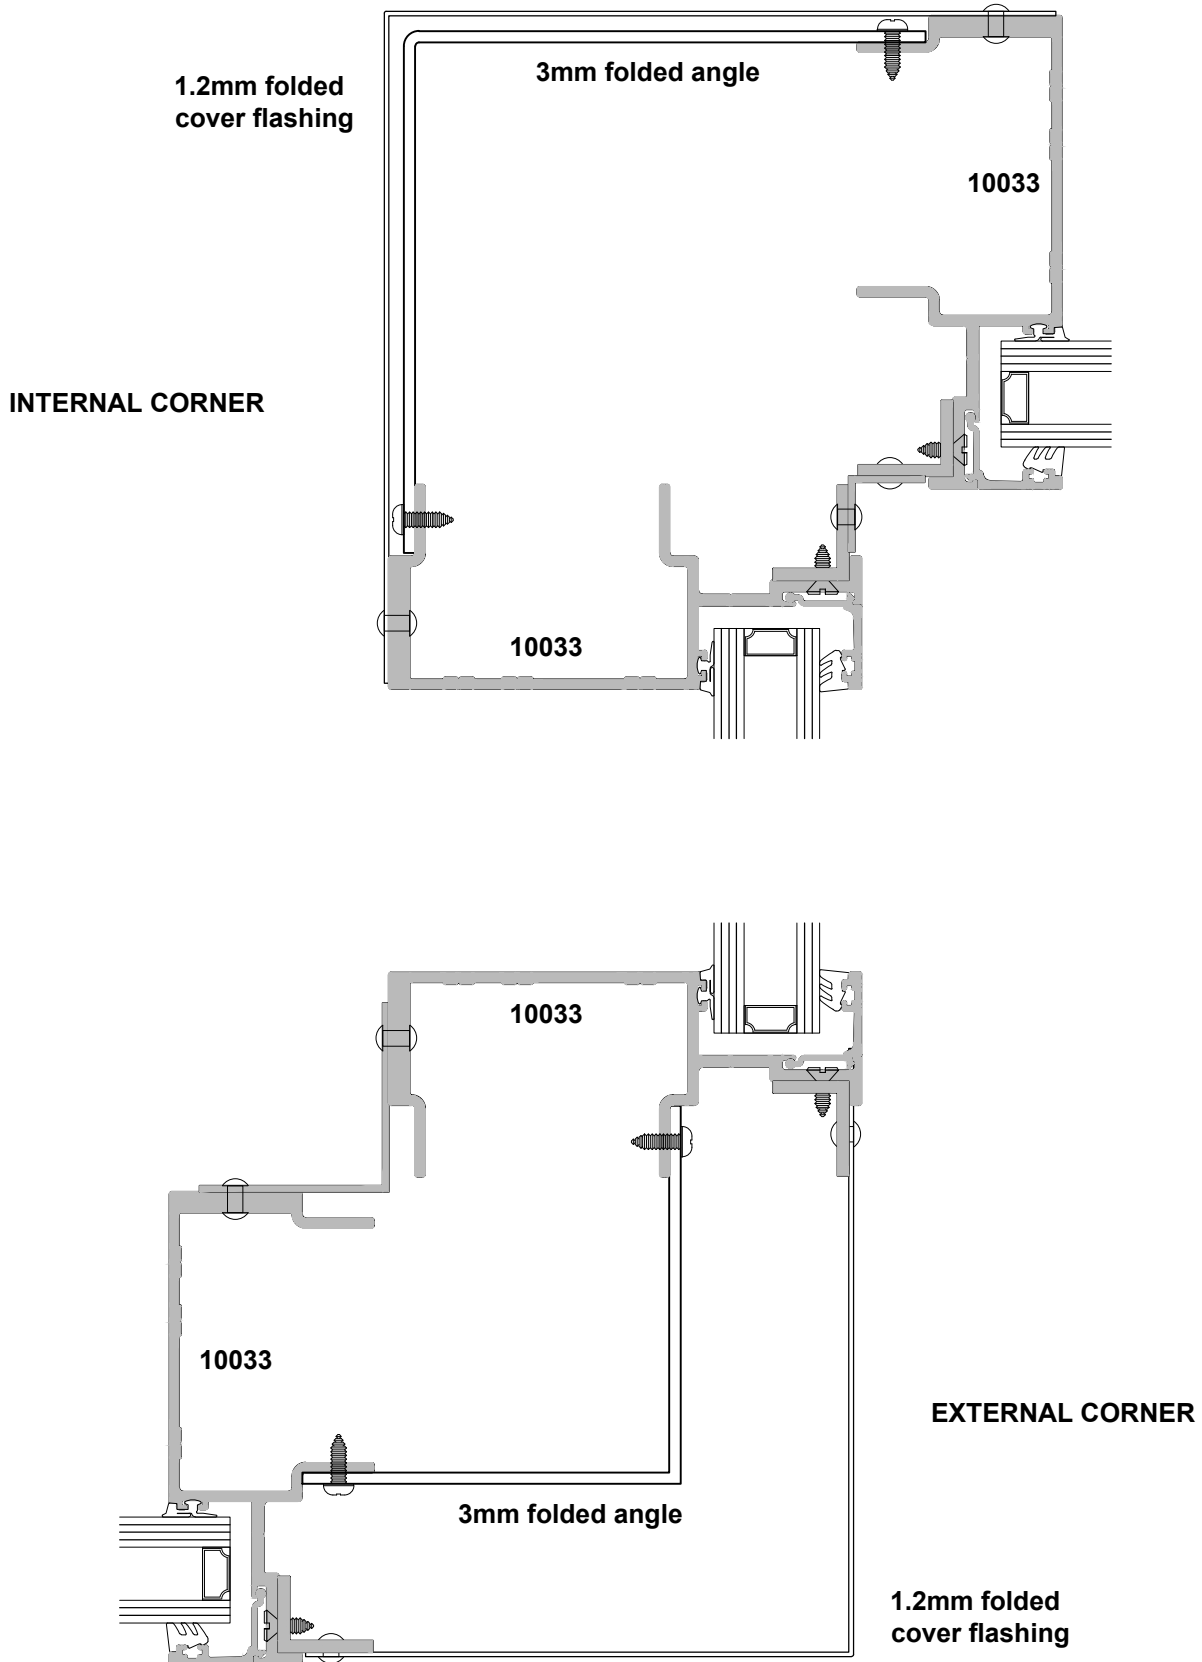 3mm folded angle
1.2mm folded
cover flashing
10033
INTERNAL CORNER
10033
10033
10033
EXTERNAL CORNER
3mm folded angle
1.2mm folded
cover flashing